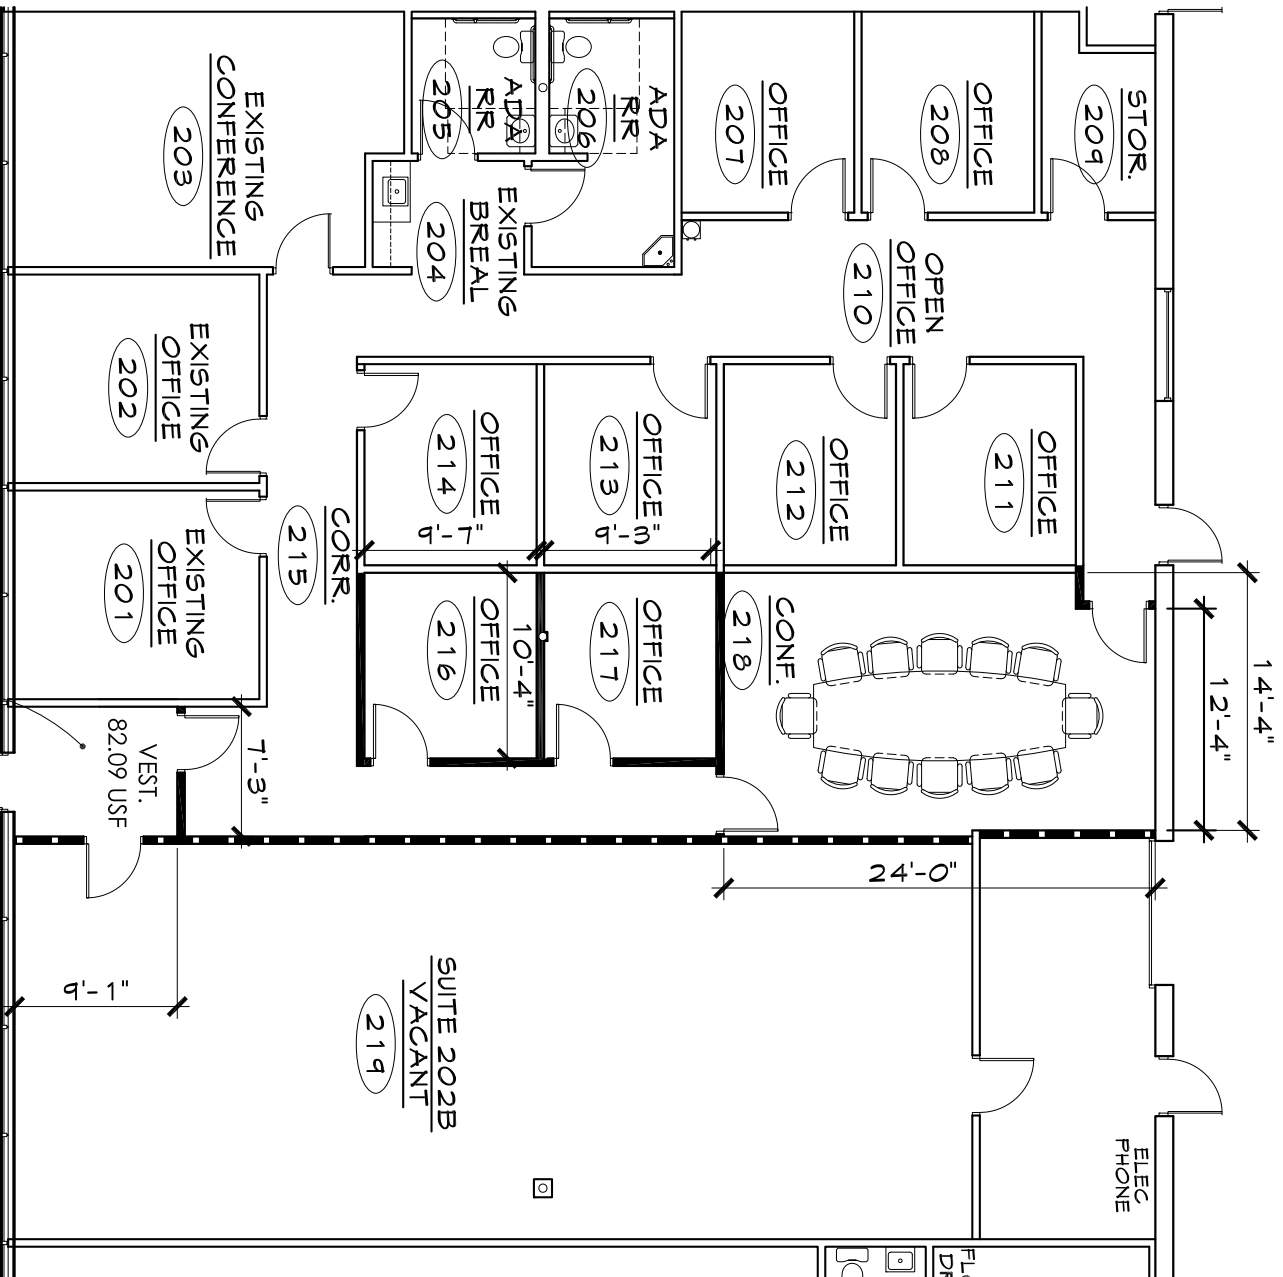 EXISTING
CONFERENCE
203
ADA
RR
205
ADA
RR
206
OFFICE
207
OFFICE
208
STOR.
209
EXISTING
BREAL
204
OPEN
OFFICE
210
EXISTING
OFFICE
202
EXISTING
OFFICE
201
CORR.
215
OFFICE
214
OFFICE
213
OFFICE
212
OFFICE
211
9'-7"
9'-3"
OFFICE
216
10'-4"
OFFICE
217
CONF.
218
14'-4"
12'-4"
VEST.
82.09 USF
7'-3"
24'-0"
9'-1"
SUITE 202B
VACANT
219
ELEC
PHONE